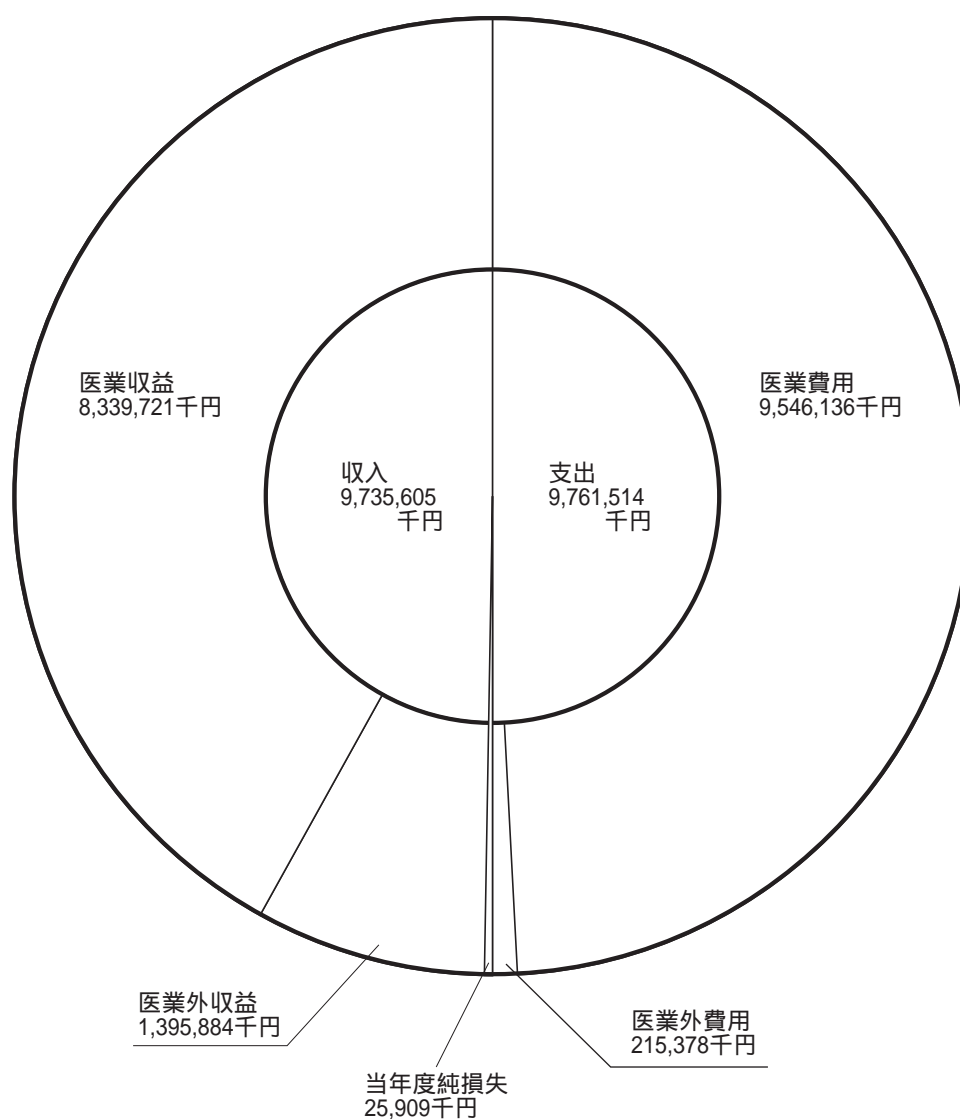 医業収益
8,339,721千円
医業費用
9,546,136千円
収入
9,735,605
千円
支出
9,761,514
千円
医業外収益
1,395,884千円
医業外費用
215,378千円
当年度純損失
25,909千円